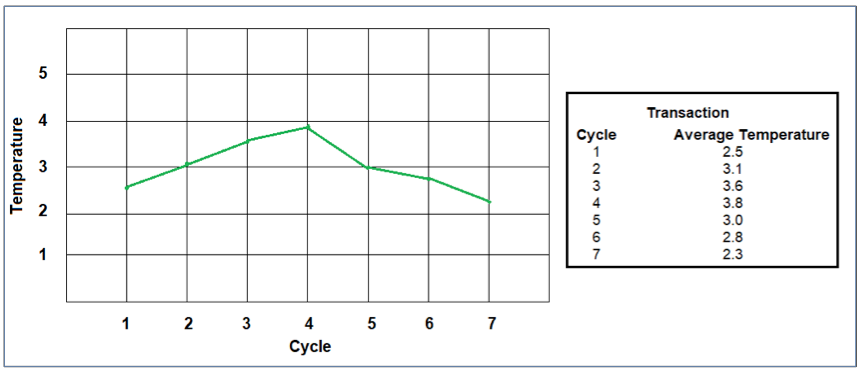 5
4
3
2
1
Temperature
1 2 3 4 5 6 7
Cycle
Transaction
Cycle Average Temperature
1 2.5
2 3.1
3 3.6
4 3.8
5 3.0
6 2.8
7 2.3